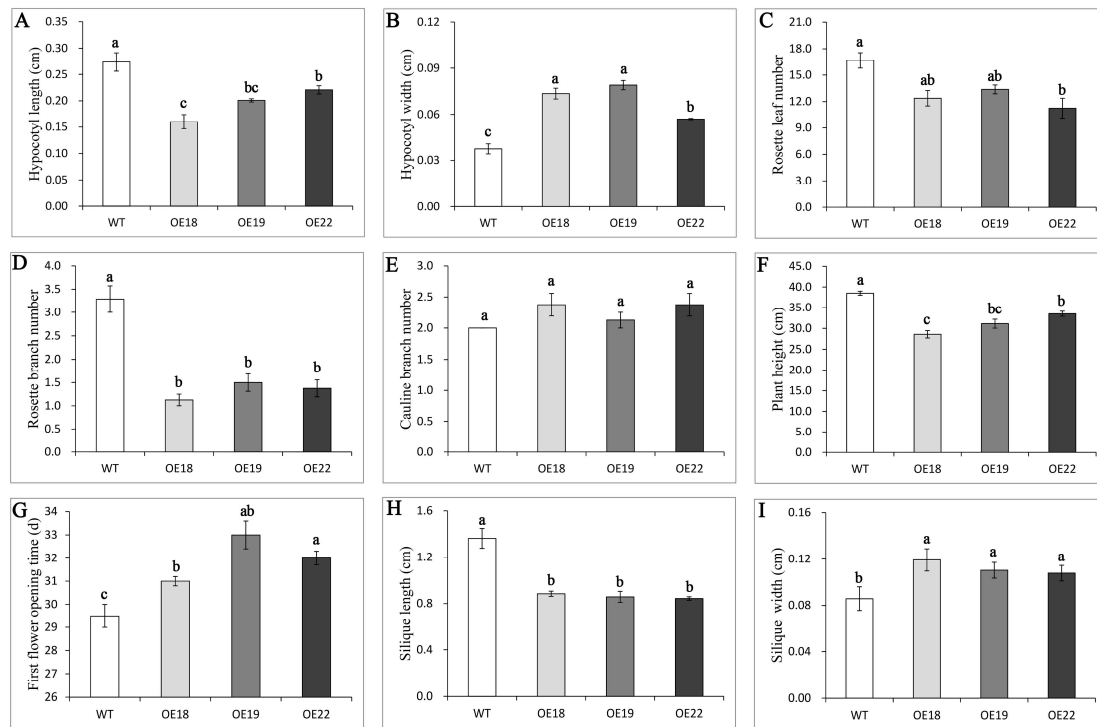 A
Hypocotyl length (cm)
0.35
0.30
0.25
0.20
0.15
0.10
0.05
0.00
a
c
bc
b
WT OE18 OE19 OE22
B
Hypocotyl width (cm)
0.12
0.09
0.06
0.03
0.00
c
a
a
b
WT OE18 OE19 OE22
C
Rosette leaf number
21.0
18.0
15.0
12.0
9.0
6.0
3.0
0.0
a
ab
ab
b
WT OE18 OE19 OE22
D
Rosette branch number
4.0
3.5
3.0
2.5
2.0
1.5
1.0
0.5
0.0
a
b
b
b
WT OE18 OE19 OE22
E
Cauline branch number
3.0
2.5
2.0
1.5
1.0
0.5
0.0
a
a
a
a
WT OE18 OE19 OE22
F
Plant height (cm)
45.0
40.0
35.0
30.0
25.0
20.0
15.0
10.0
5.0
0.0
a
c
bc
b
WT OE18 OE19 OE22
G
First flower opening time (d)
34
33
32
31
30
29
28
27
26
c
b
ab
a
WT OE18 OE19 OE22
H
Silique length (cm)
1.6
1.2
0.8
0.4
0.0
a
b
b
b
WT OE18 OE19 OE22
I
Silique width (cm)
0.16
0.12
0.08
0.04
0.00
b
a
a
a
WT OE18 OE19 OE22